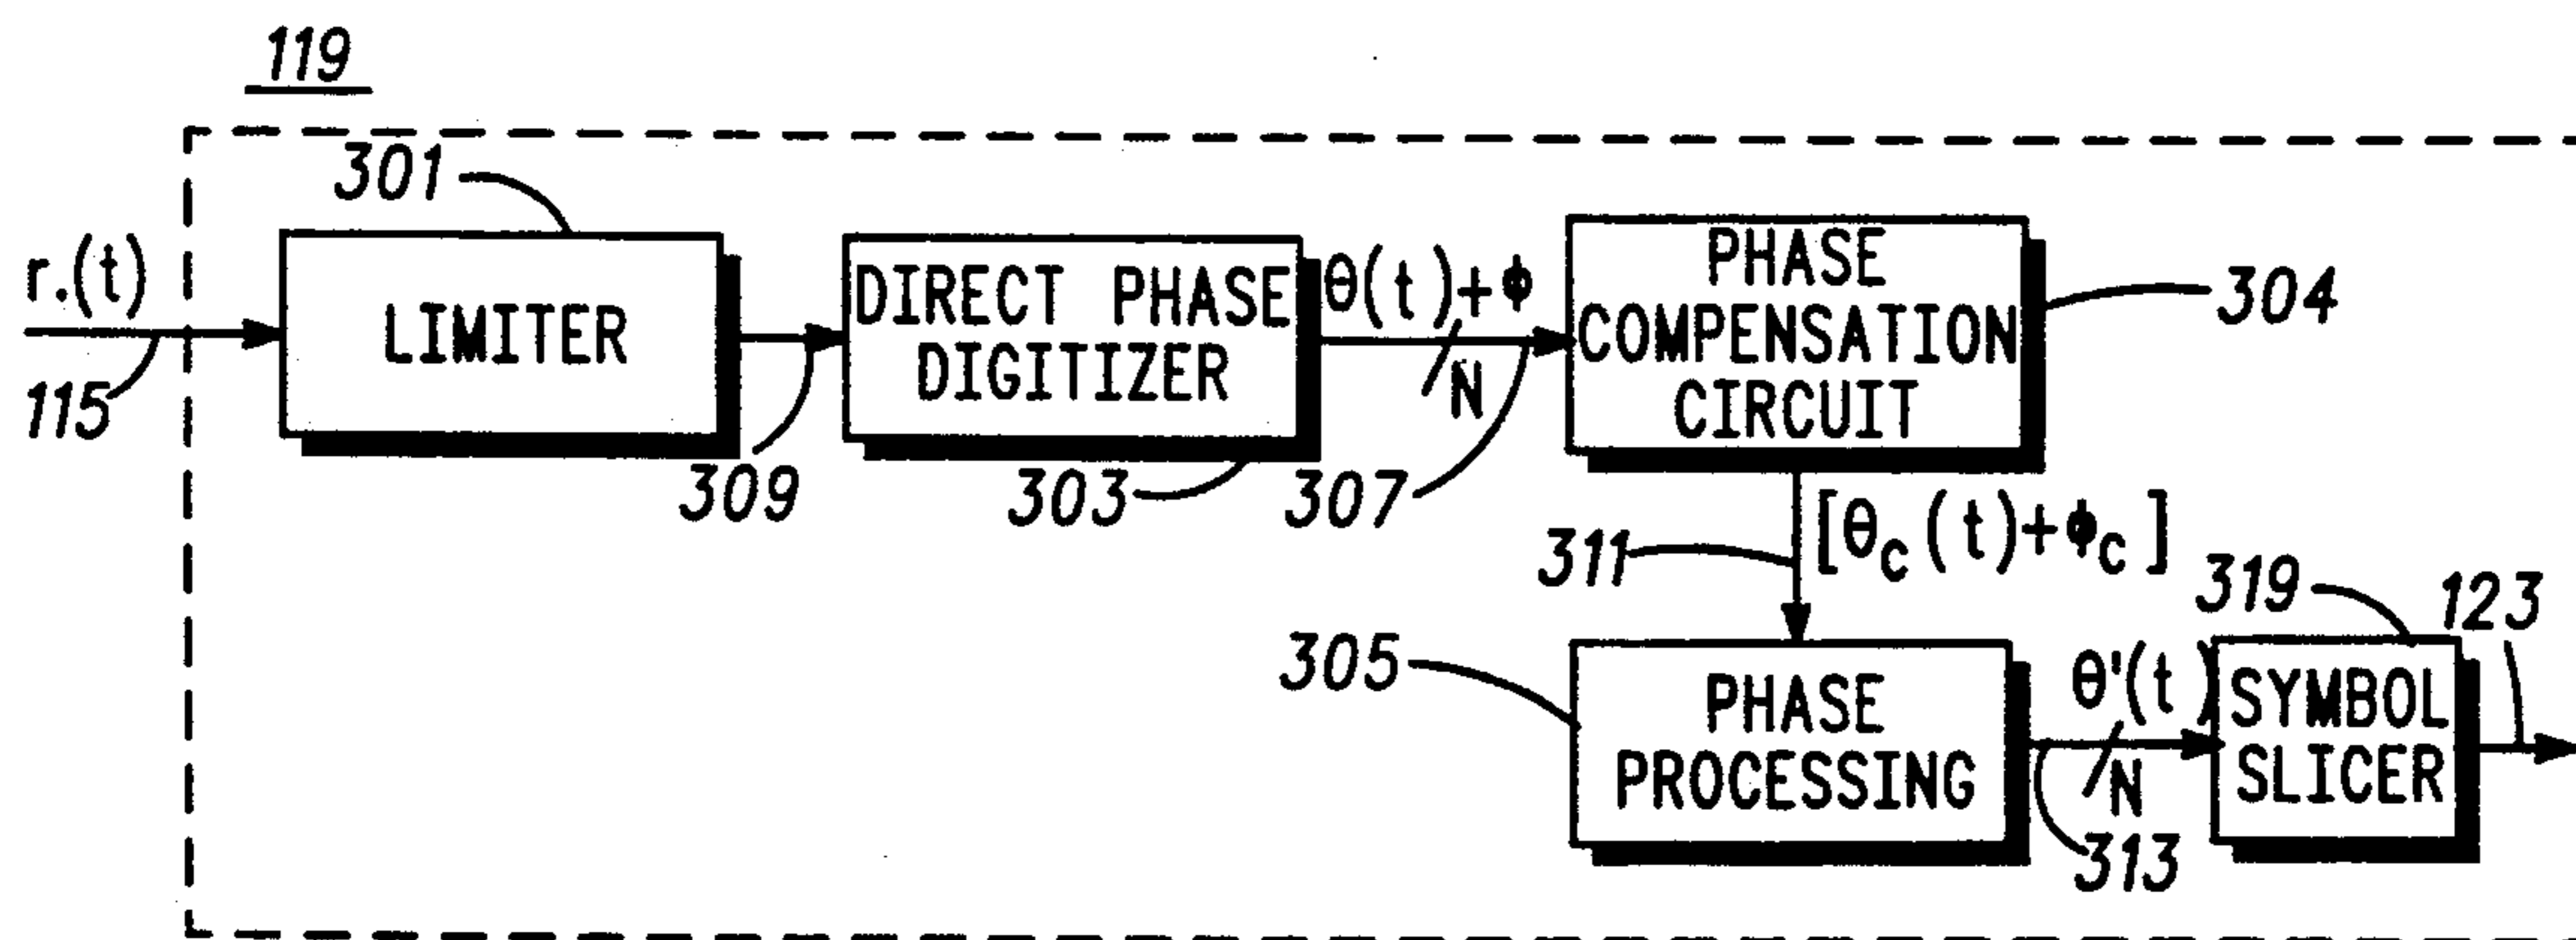 119
301
r.(t)
115
LIMITER
309
DIRECT PHASE
DIGITIZER
303
θ(t)+ϕ
N
307
PHASE
COMPENSATION
CIRCUIT
304
311
[θc(t)+ϕc]
305
PHASE
PROCESSING
θ'(t)
N
313
319
SYMBOL
SLICER
123